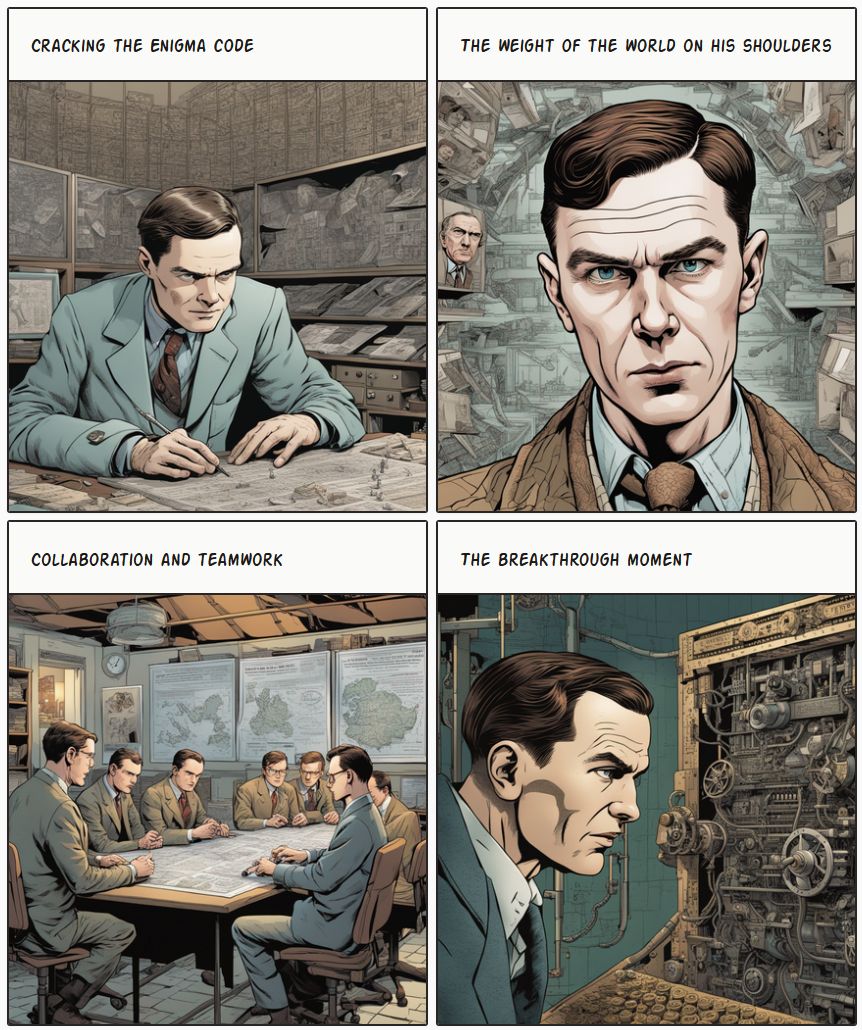 CRACKING THE ENIGMA CODE
THE WEIGHT OF THE WORLD ON HIS SHOULDERS
COLLABORATION AND TEAMWORK
THE BREAKTHROUGH MOMENT